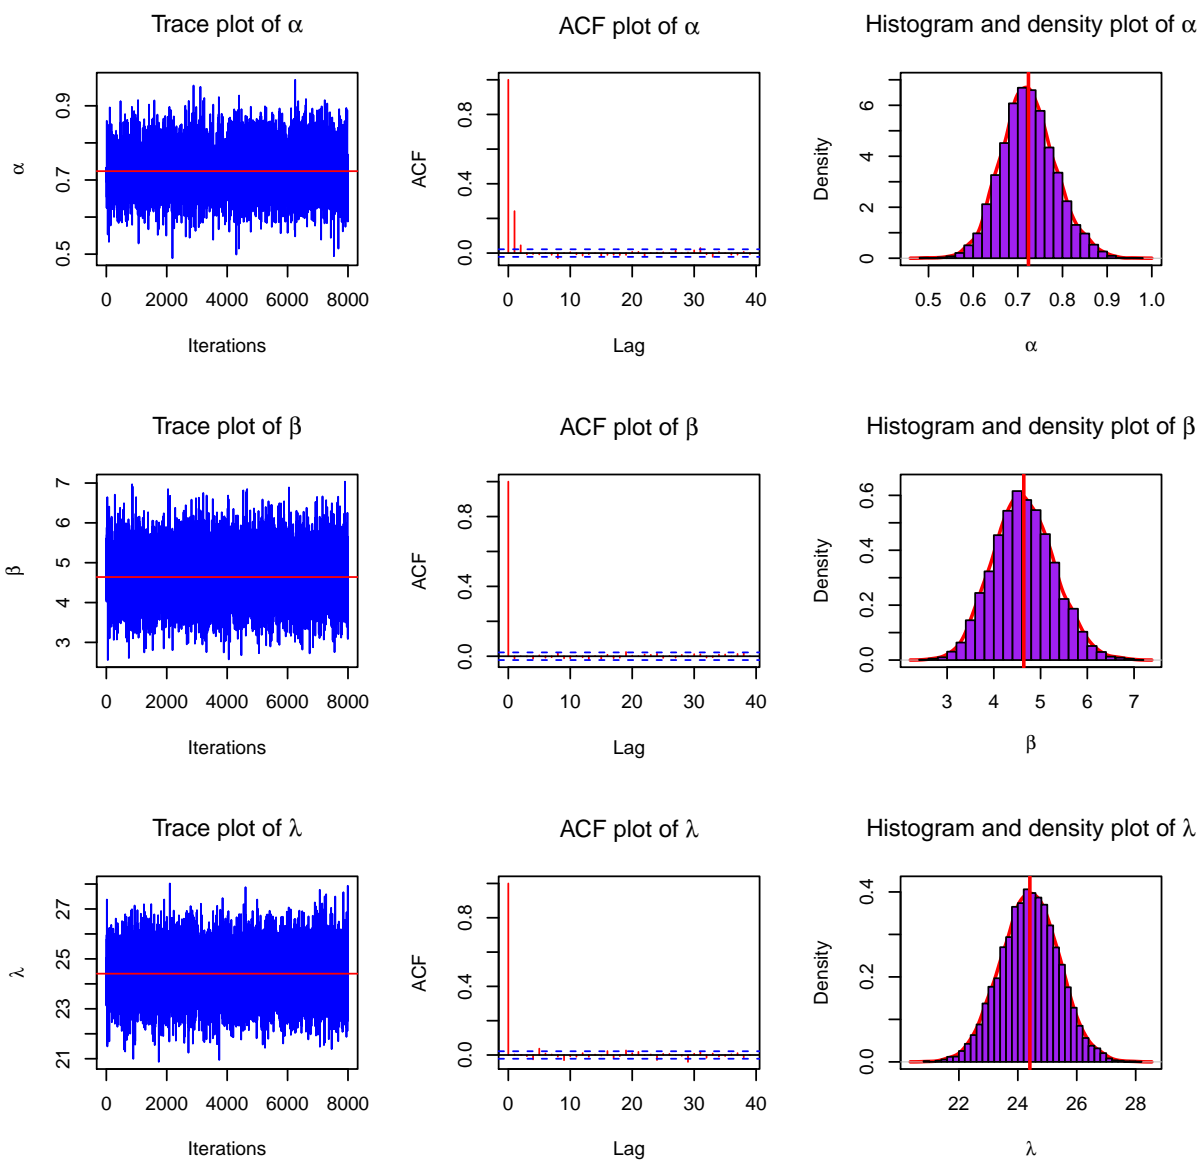 Trace plot of α
ACF plot of α
Histogram and density plot of α
α
0.5
0.7
0.9
0 2000 4000 6000 8000
Iterations
ACF
0.0
0.4
0.8
0 10 20 30 40
Lag
Density
0
2
4
6
0.5 0.6 0.7 0.8 0.9 1.0
α
Trace plot of β
ACF plot of β
Histogram and density plot of β
β
3
4
5
6
7
0 2000 4000 6000 8000
Iterations
ACF
0.0
0.4
0.8
0 10 20 30 40
Lag
Density
0.0
0.2
0.4
0.6
3 4 5 6 7
β
Trace plot of λ
ACF plot of λ
Histogram and density plot of λ
λ
21
23
25
27
0 2000 4000 6000 8000
Iterations
ACF
0.0
0.4
0.8
0 10 20 30 40
Lag
Density
0.0
0.2
0.4
22 24 26 28
λ